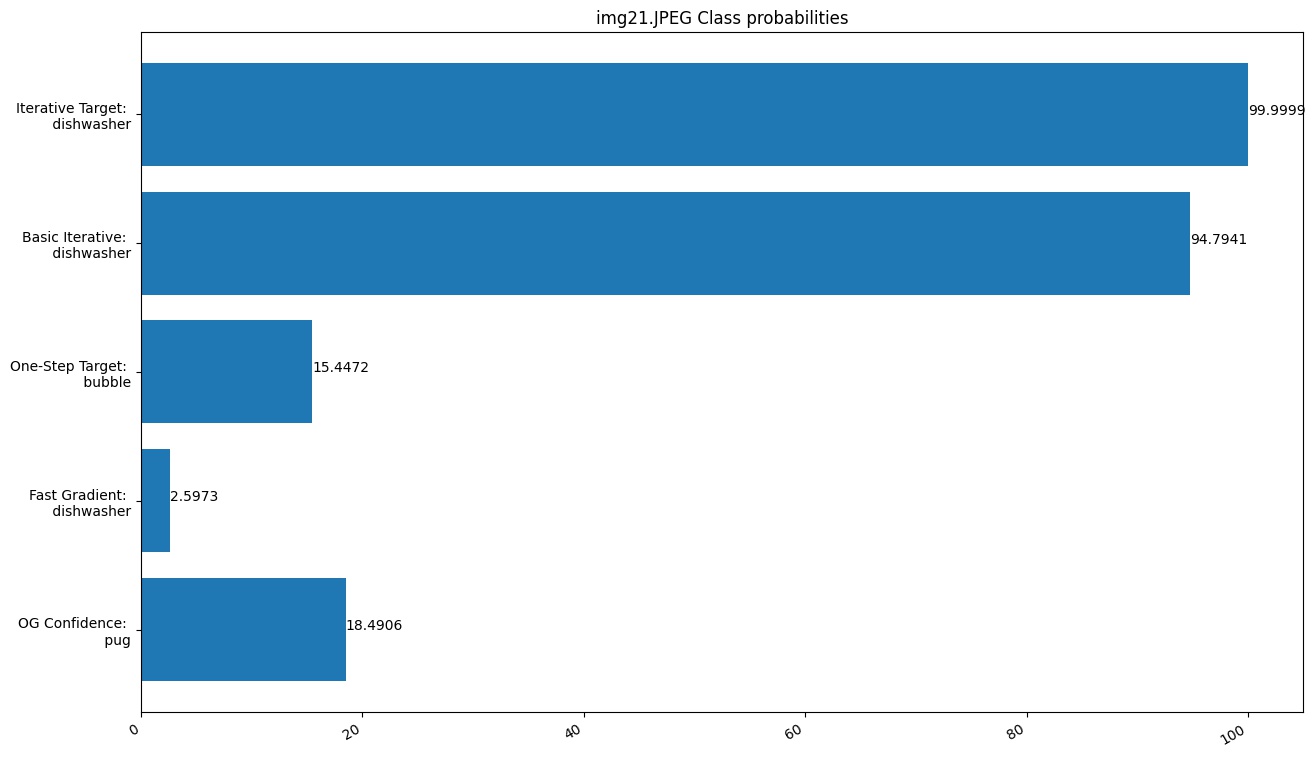 img21.JPEG Class probabilities
Iterative Target:
dishwasher
99.9999
Basic Iterative:
dishwasher
94.7941
One-Step Target:
bubble
15.4472
Fast Gradient:
dishwasher
2.5973
OG Confidence:
pug
18.4906
0
20
40
60
80
100